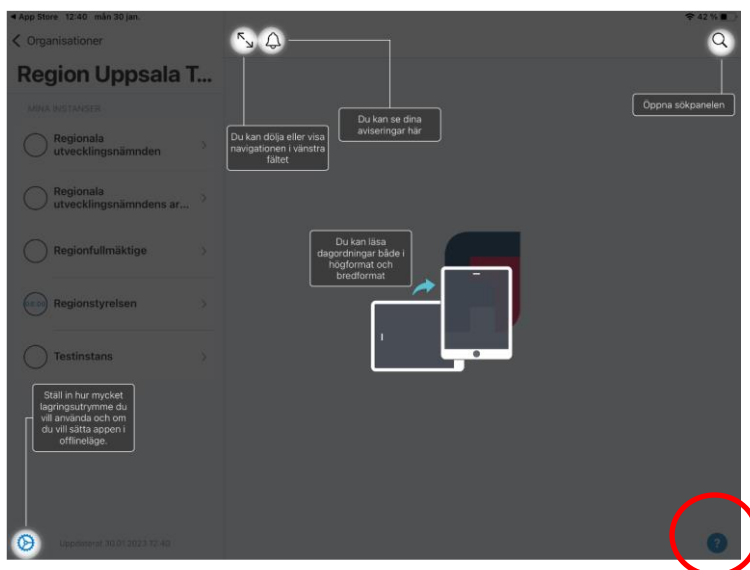 App Store 12:40 mån 30 jan.
42 %
Organisationer
Region Uppsala T...
MINA INSTANSER
Regionala
utvecklingsnämnden
Regionala
utvecklingsnämndens ar...
Regionfullmäktige
Regionstyrelsen
Testinstans
Ställ in hur mycket
lagringsutrymme du
vill använda och om
du vill sätta appen i
offlineläge.
Uppdaterat 30.01.2023 12:40
Du kan dölja eller visa
navigationen i vänstra
fältet
Du kan se dina
aviseringar här
Öppna sökpanelen
Du kan läsa
dagordningar både i
högformat och
bredformat
?